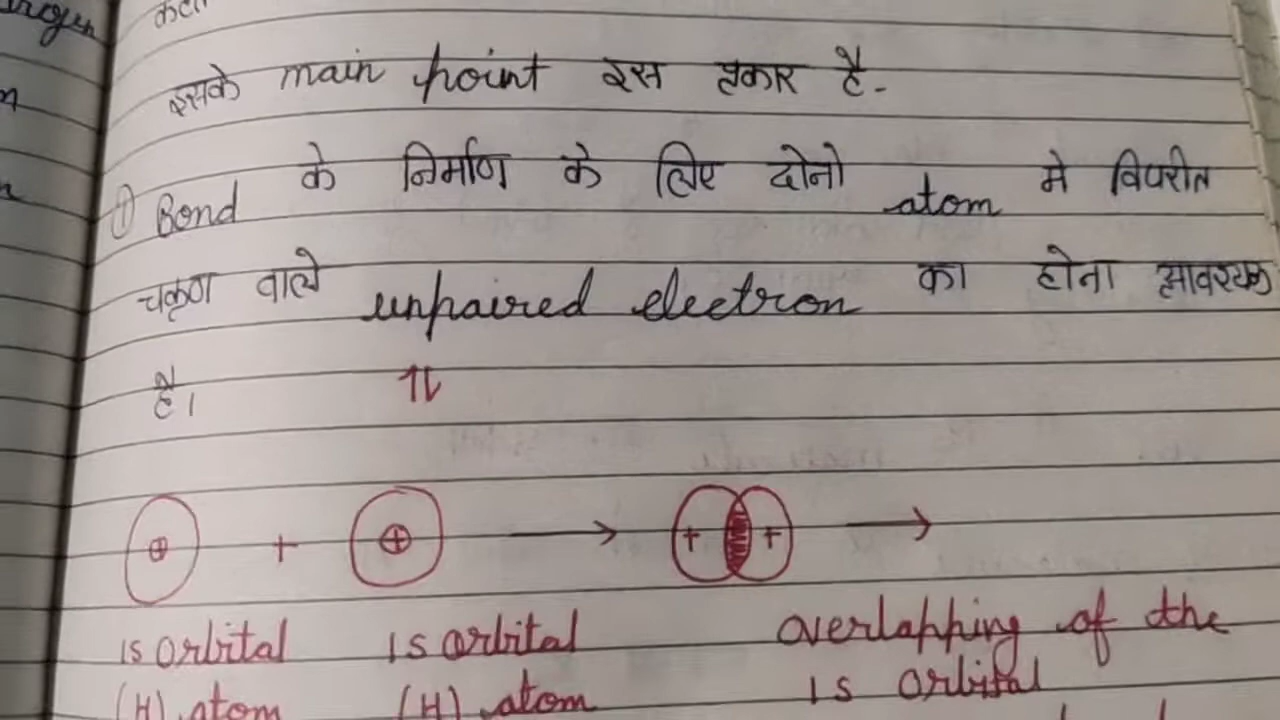 rogen
इसके main point इस प्रकार है-
① Bond के निर्माण के लिए दोनो atom मे विपरीत
चक्रण वाले unpaired electron का होना आवश्यक
है। ↿⇂
⊕ + ⊕ → + + →
1s orbital 1s orbital overlapping of the
(H) atom (H) atom 1s orbital